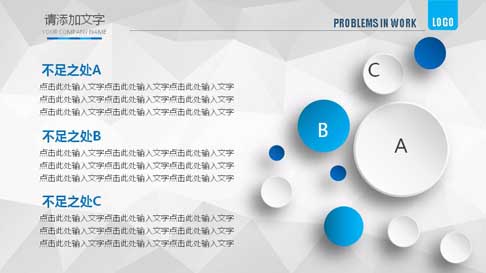 请添加文字
YOUR COMPANY NAME
PROBLEMS IN WORK
LOGO
不足之处A
点击此处输入文字点击此处输入文字点击此处输入文字
点击此处输入文字点击此处输入文字点击此处输入文字
点击此处输入文字点击此处输入文字点击此处输入文字
不足之处B
点击此处输入文字点击此处输入文字点击此处输入文字
点击此处输入文字点击此处输入文字点击此处输入文字
点击此处输入文字点击此处输入文字点击此处输入文字
不足之处C
点击此处输入文字点击此处输入文字点击此处输入文字
点击此处输入文字点击此处输入文字点击此处输入文字
点击此处输入文字点击此处输入文字点击此处输入文字
C
B
A